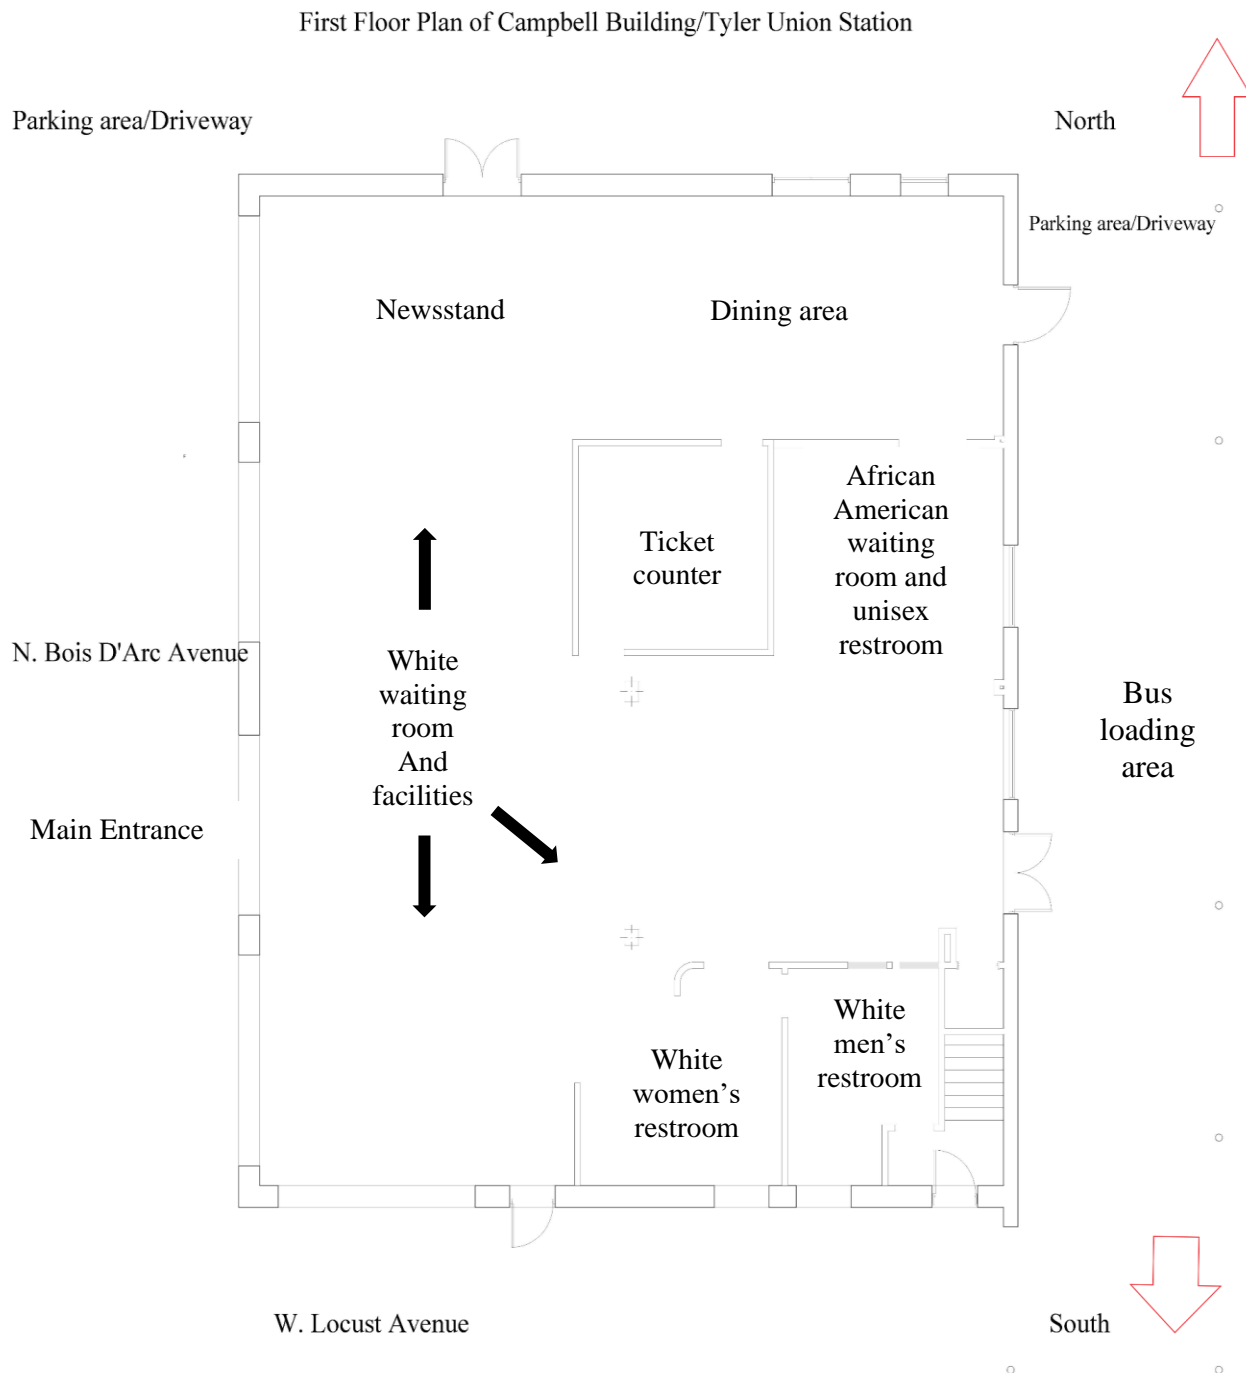 First Floor Plan of Campbell Building/Tyler Union Station
Parking area/Driveway
North
Parking area/Driveway
Newsstand
Dining area
African
American
waiting
room and
unisex
restroom
Ticket
counter
N. Bois D'Arc Avenue
White
waiting
room
And
facilities
Bus
loading
area
Main Entrance
White
men’s
restroom
White
women’s
restroom
W. Locust Avenue
South